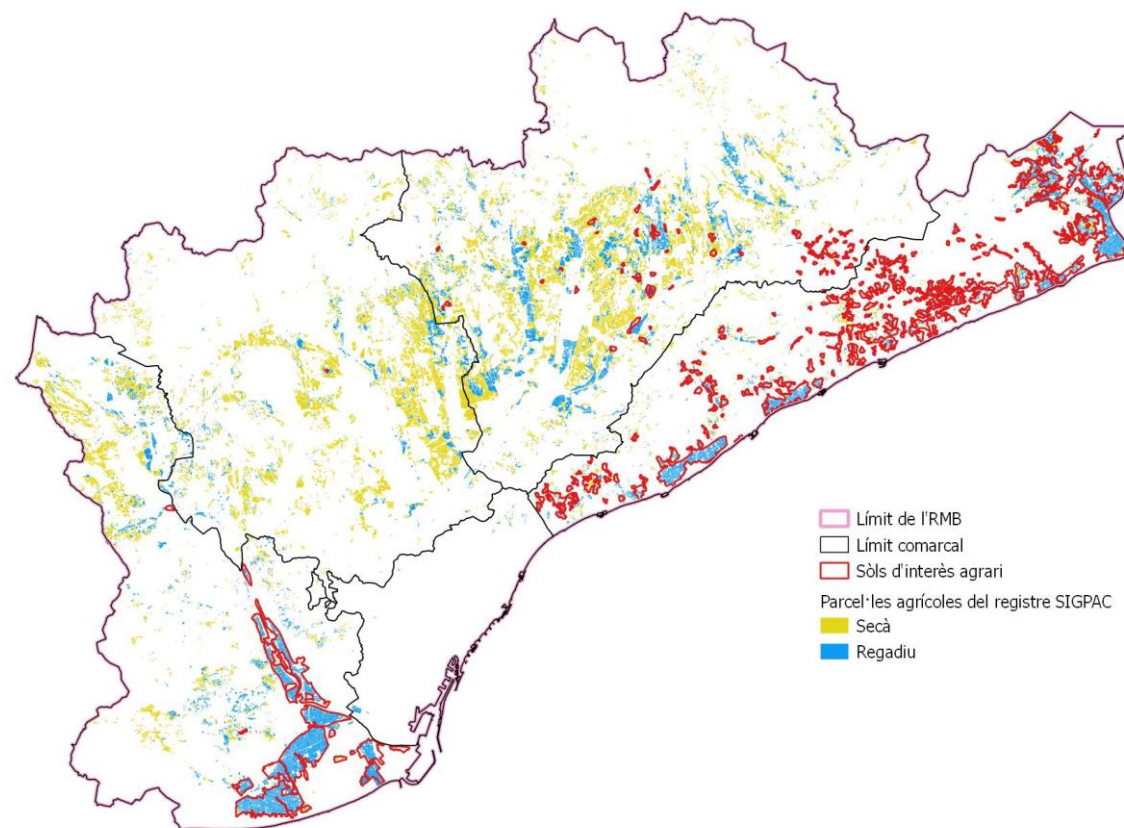 Límit de l'RMB
Límit comarcal
Sòls d'interès agrari
Parcel·les agrícoles del registre SIGPAC
Secà
Regadiu